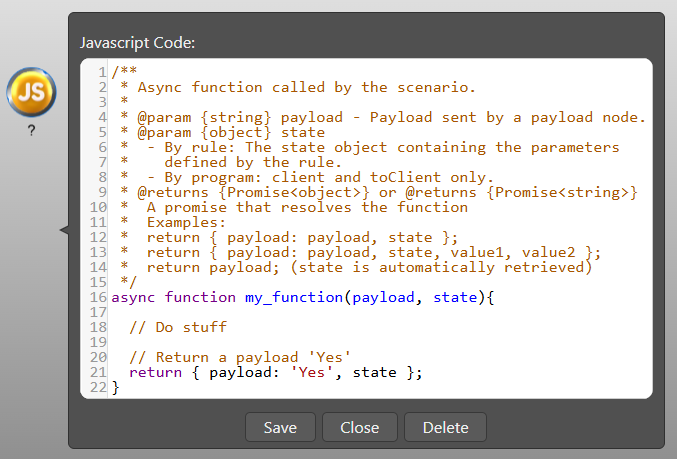 Javascript Code:
JS
?
1 /**
2  * Async function called by the scenario.
3  *
4  * @param {string} payload - Payload sent by a payload node.
5  * @param {object} state
6  *  - By rule: The state object containing the parameters
7  *    defined by the rule.
8  *  - By program: client and toClient only.
9  * @returns {Promise<object>} or @returns {Promise<string>}
10 *  A promise that resolves the function
11 *  Examples:
12 *  return { payload: payload, state };
13 *  return { payload: payload, state, value1, value2 };
14 *  return payload; (state is automatically retrieved)
15 */
16 async function my_function(payload, state){
17
18   // Do stuff
19
20   // Return a payload 'Yes'
21   return { payload: 'Yes', state };
22 }
Save Close Delete